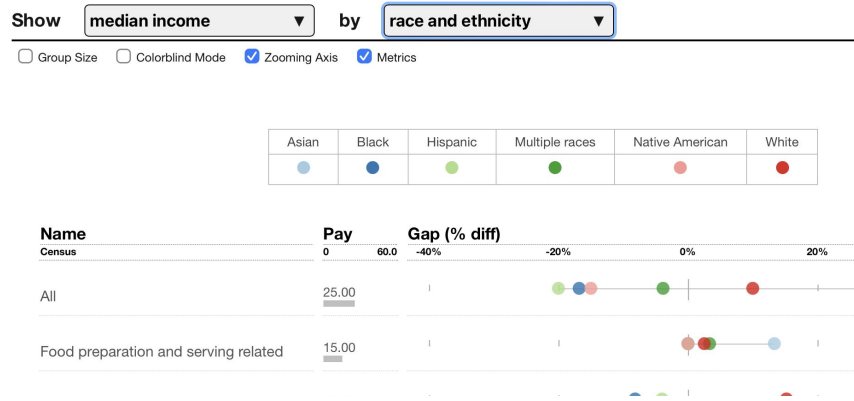 Show median income ▼ by race and ethnicity ▼
Group Size Colorblind Mode Zooming Axis Metrics
Asian Black Hispanic Multiple races Native American White
Name Pay Gap (% diff)
Census 0 60.0 -40% -20% 0% 20%
All 25.00
Food preparation and serving related 15.00